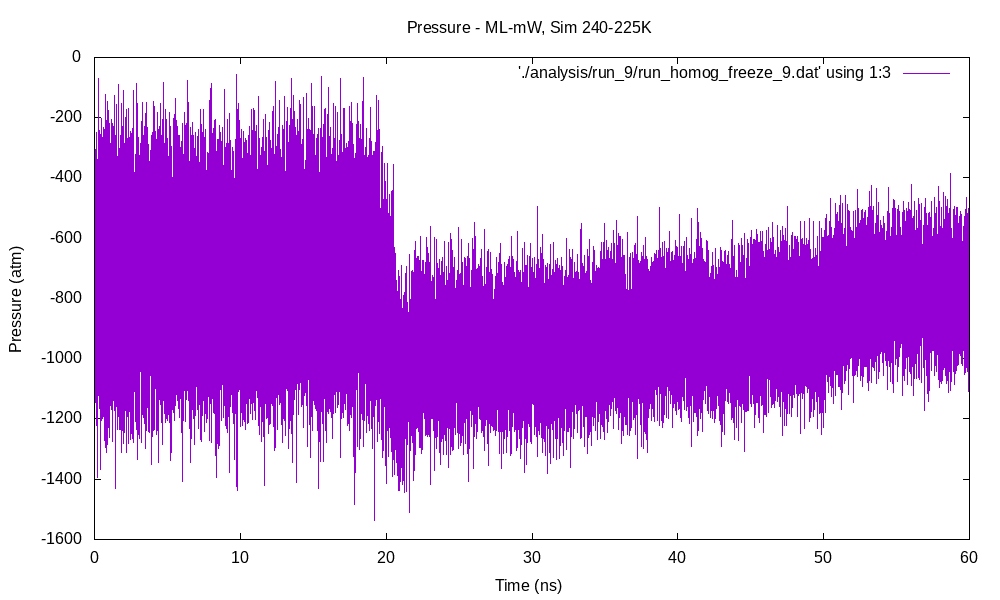 Pressure - ML-mW, Sim 240-225K
'./analysis/run_9/run_homog_freeze_9.dat' using 1:3
0
-200
-400
-600
-800
-1000
-1200
-1400
-1600
Pressure (atm)
0 10 20 30 40 50 60
Time (ns)